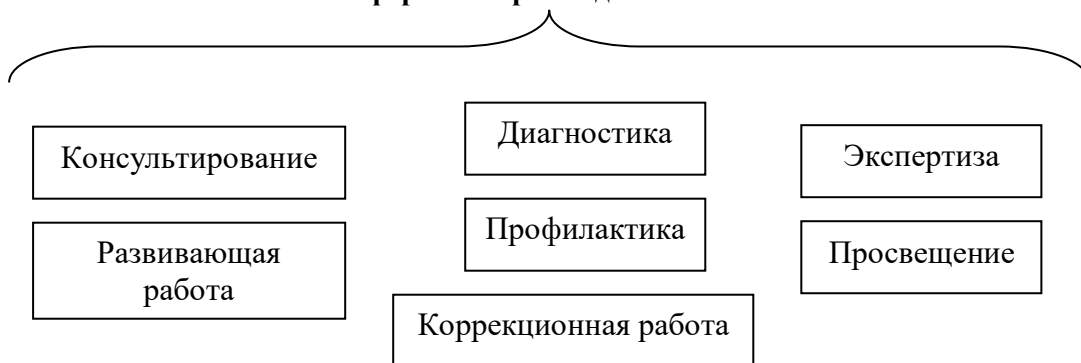 Диагностика
Консультирование
Экспертиза
Профилактика
Развивающая
работа
Просвещение
Коррекционная работа